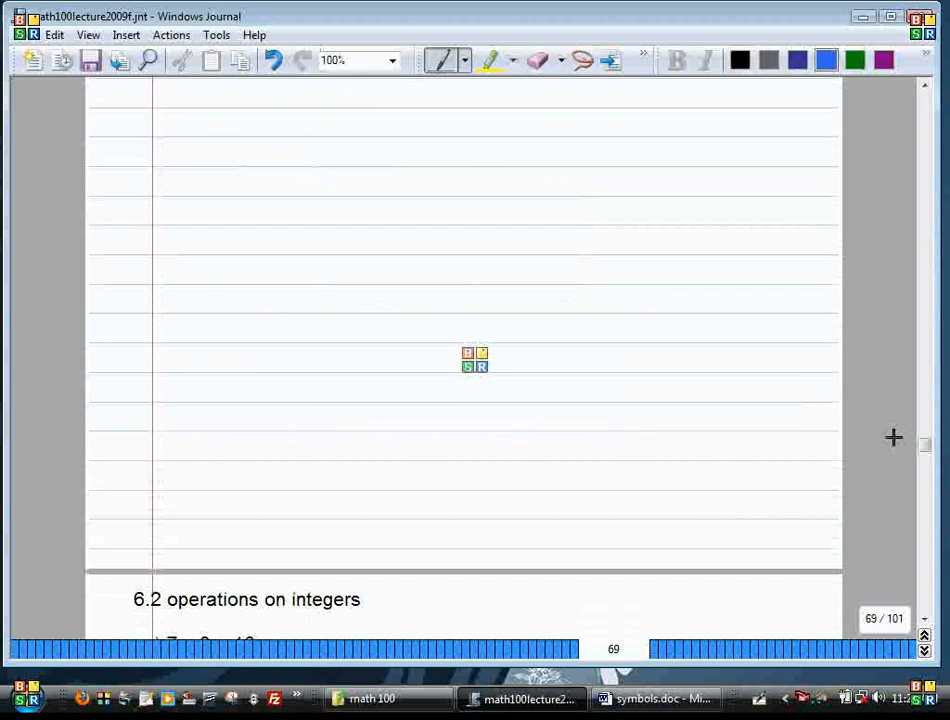 ath100lecture2009f.jnt - Windows Journal
Edit View Insert Actions Tools Help
100%
B I
B
S R
6.2 operations on integers
69 / 101
69
math 100
math100lecture2...
symbols.doc - Mi...